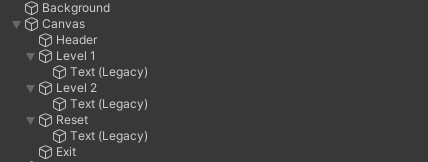 Background
Canvas
Header
Level 1
Text (Legacy)
Level 2
Text (Legacy)
Reset
Text (Legacy)
Exit